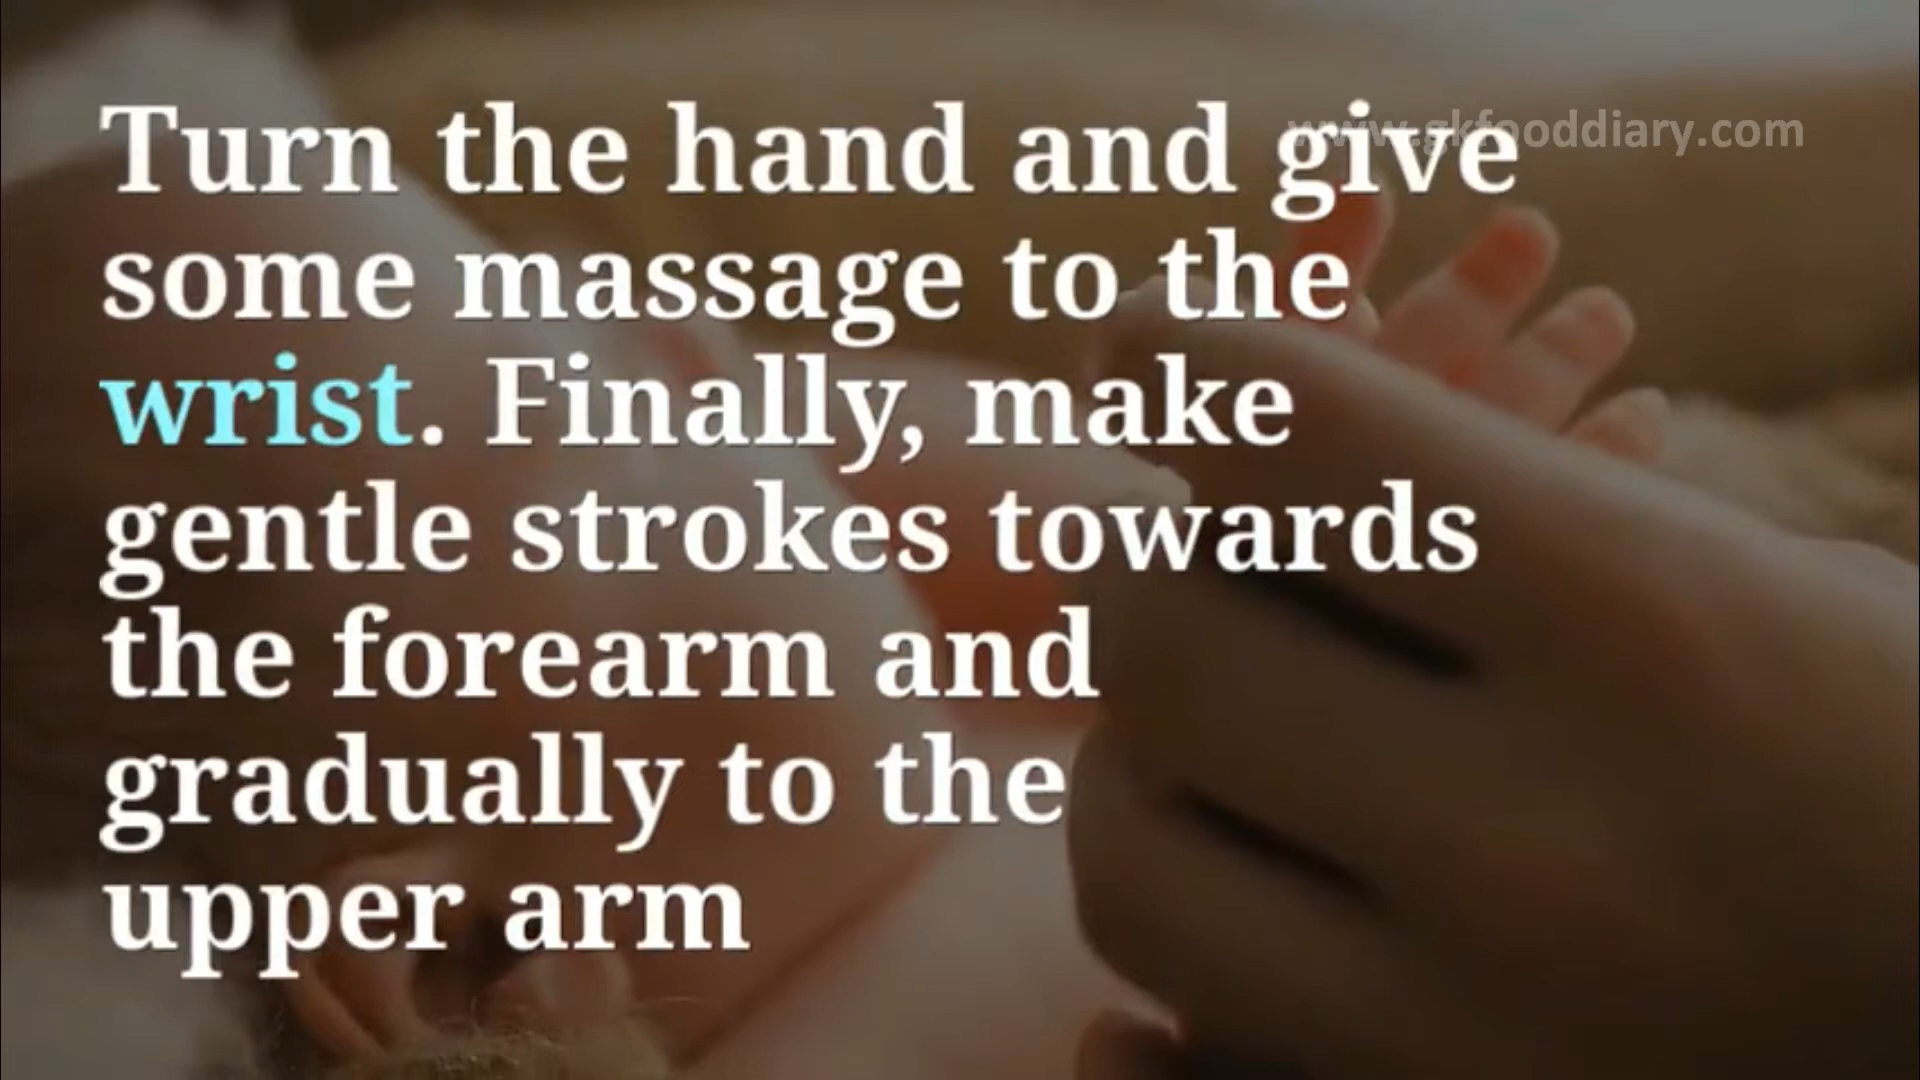 www.gkfooddiary.com
Turn the hand and give
some massage to the
wrist. Finally, make
gentle strokes towards
the forearm and
gradually to the
upper arm